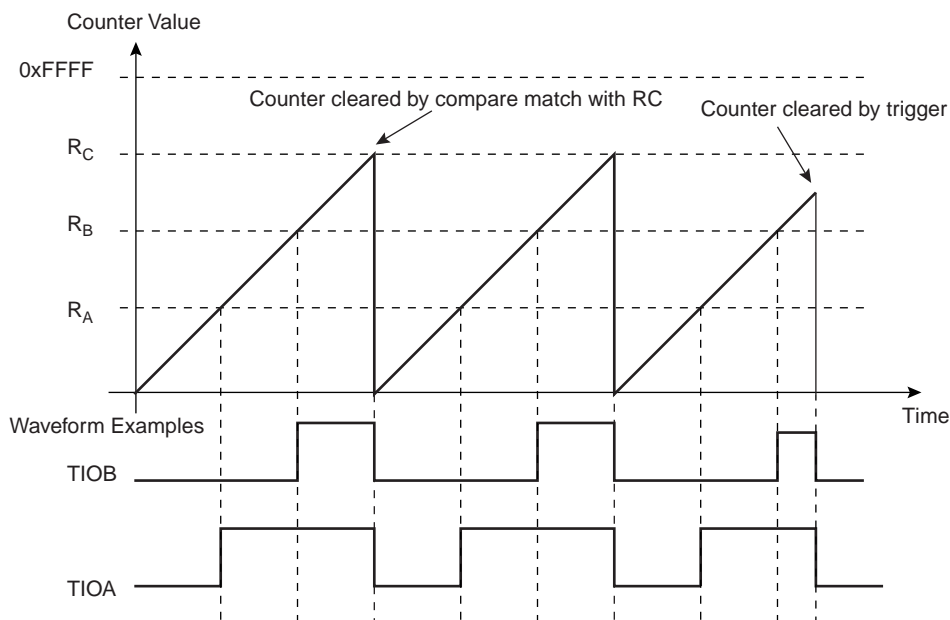 Counter Value
0xFFFF
Counter cleared by compare match with RC
Counter cleared by trigger
RC
RB
RA
Time
Waveform Examples
TIOB
TIOA